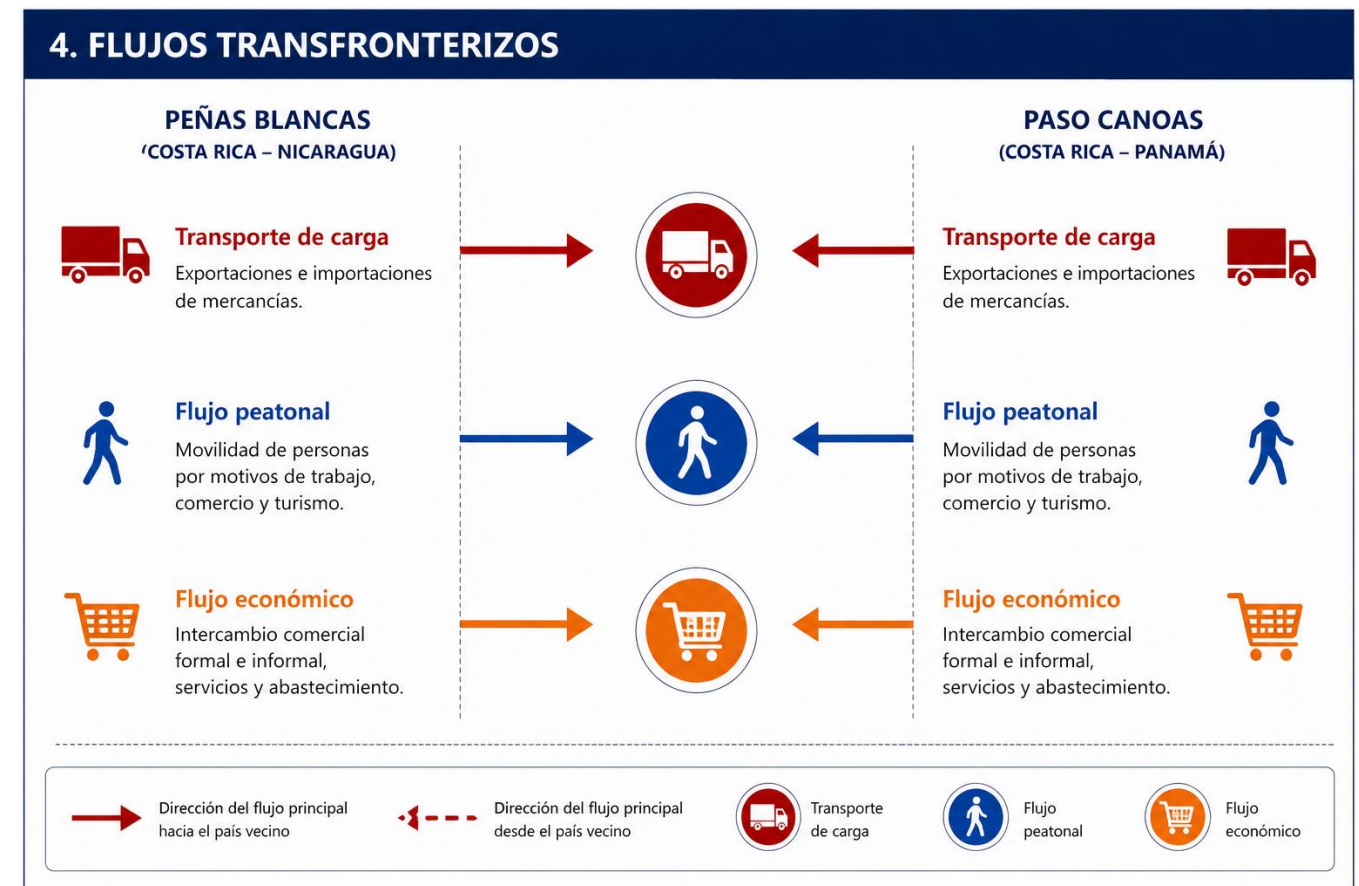 4. FLUJOS TRANSFRONTERIZOS
PEÑAS BLANCAS
(COSTA RICA – NICARAGUA)
Transporte de carga
Exportaciones e importaciones
de mercancías.
Flujo peatonal
Movilidad de personas
por motivos de trabajo,
comercio y turismo.
Flujo económico
Intercambio comercial
formal e informal,
servicios y abastecimiento.
PASO CANOAS
(COSTA RICA – PANAMÁ)
Transporte de carga
Exportaciones e importaciones
de mercancías.
Flujo peatonal
Movilidad de personas
por motivos de trabajo,
comercio y turismo.
Flujo económico
Intercambio comercial
formal e informal,
servicios y abastecimiento.
Dirección del flujo principal
hacia el país vecino
Dirección del flujo principal
desde el país vecino
Transporte
de carga
Flujo
peatonal
Flujo
económico